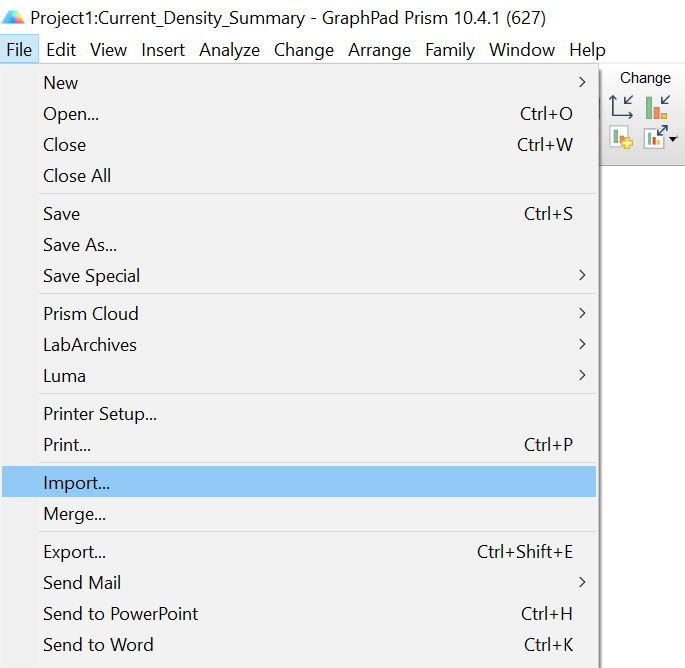 Project1:Current_Density_Summary - GraphPad Prism 10.4.1 (627)
File Edit View Insert Analyze Change Arrange Family Window Help
Change
New
Open... Ctrl+O
Close Ctrl+W
Close All
Save Ctrl+S
Save As...
Save Special
Prism Cloud
LabArchives
Luma
Printer Setup...
Print... Ctrl+P
Import...
Merge...
Export... Ctrl+Shift+E
Send Mail
Send to PowerPoint Ctrl+H
Send to Word Ctrl+K